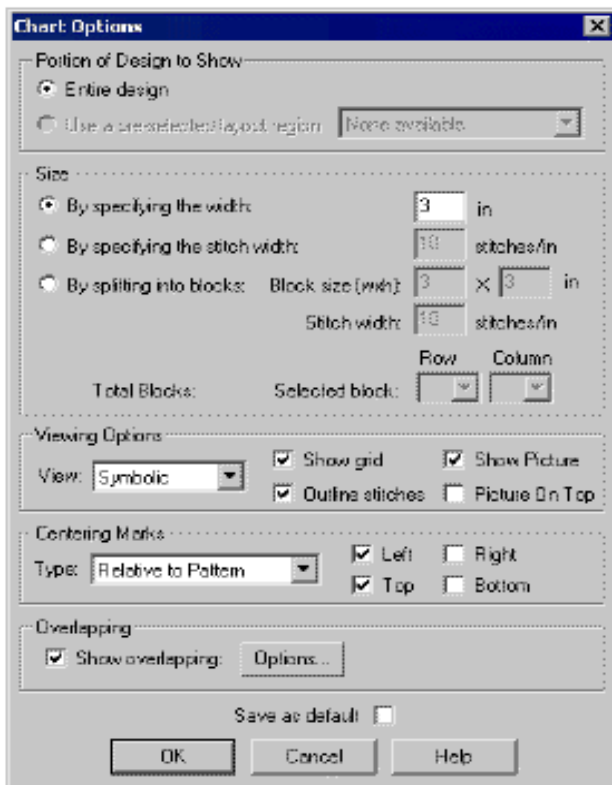 Chart Options
Portion of Design to Show
Entire design
Use a pre-selected layout region: None available
Size
By specifying the width: 3 in
By specifying the stitch width: 10 stitches/in
By splitting into blocks: Block size (wxh): 3 X 3 in
Stitch width: 10 stitches/in
Row Column
Total Blocks: Selected block:
Viewing Options
View: Symbolic Show grid Show Picture
Outline stitches Picture On Top
Centering Marks
Type: Relative to Pattern Left Right
Top Bottom
Overlapping
Show overlapping: Options...
Save as default
OK Cancel Help